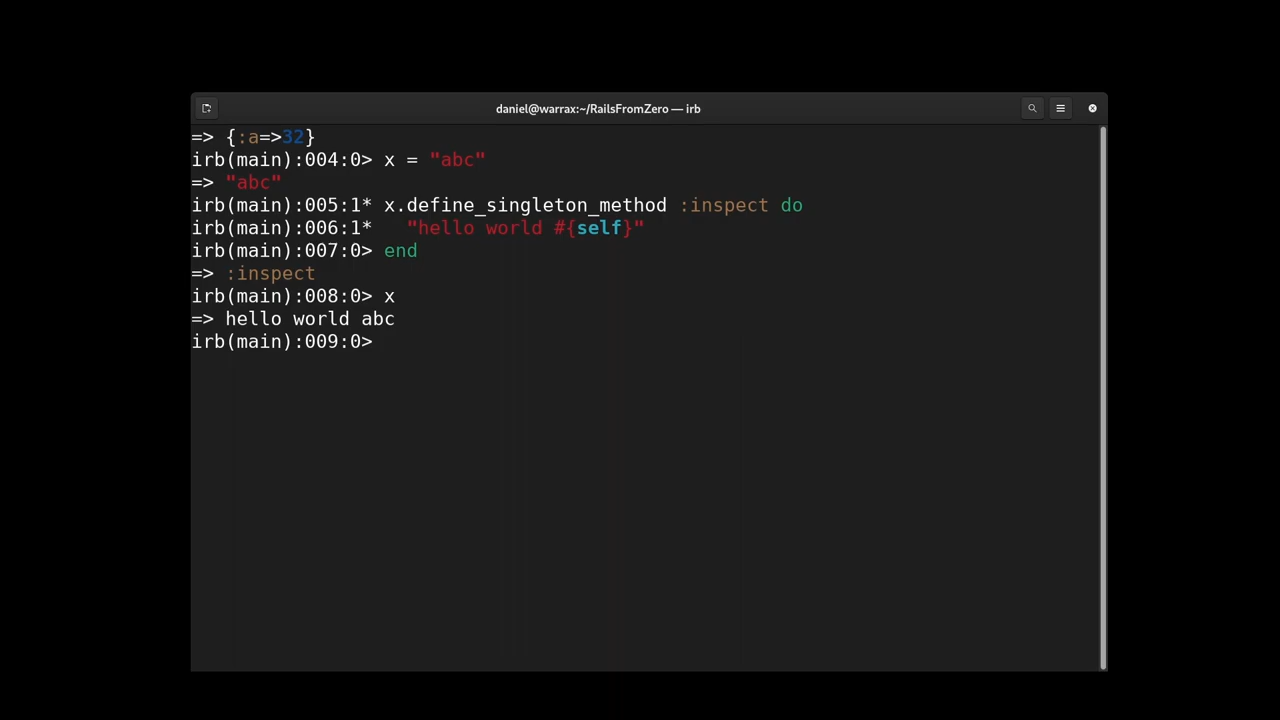 daniel@warrax:~/RailsFromZero — irb
=> {:a=>32}
irb(main):004:0> x = "abc"
=> "abc"
irb(main):005:1* x.define_singleton_method :inspect do
irb(main):006:1*   "hello world #{self}"
irb(main):007:0> end
=> :inspect
irb(main):008:0> x
=> hello world abc
irb(main):009:0>